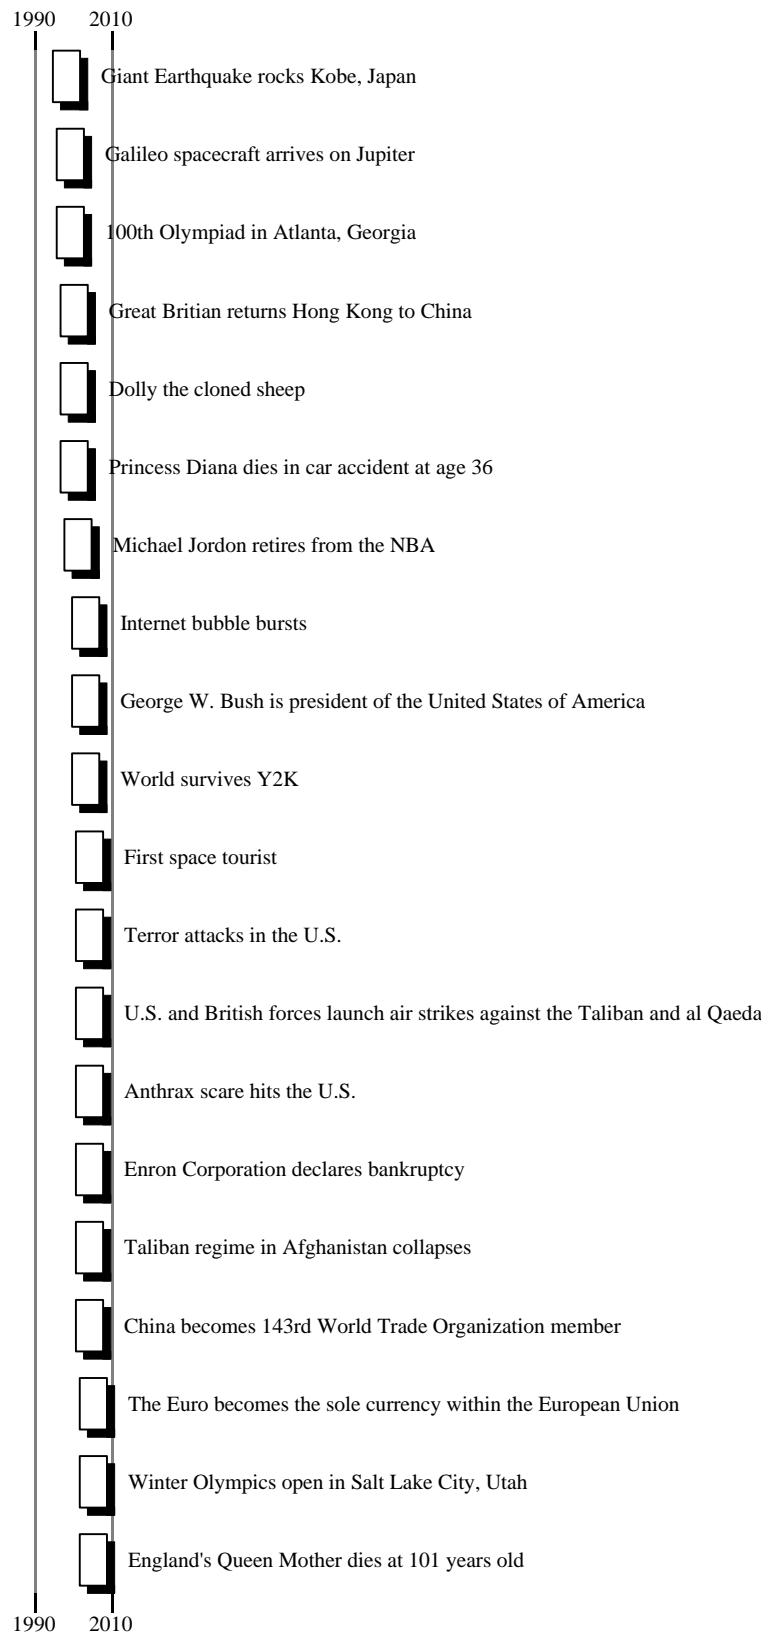 1990 2010
Giant Earthquake rocks Kobe, Japan
Galileo spacecraft arrives on Jupiter
100th Olympiad in Atlanta, Georgia
Great Britian returns Hong Kong to China
Dolly the cloned sheep
Princess Diana dies in car accident at age 36
Michael Jordon retires from the NBA
Internet bubble bursts
George W. Bush is president of the United States of America
World survives Y2K
First space tourist
Terror attacks in the U.S.
U.S. and British forces launch air strikes against the Taliban and al Qaeda
Anthrax scare hits the U.S.
Enron Corporation declares bankruptcy
Taliban regime in Afghanistan collapses
China becomes 143rd World Trade Organization member
The Euro becomes the sole currency within the European Union
Winter Olympics open in Salt Lake City, Utah
England's Queen Mother dies at 101 years old
1990 2010